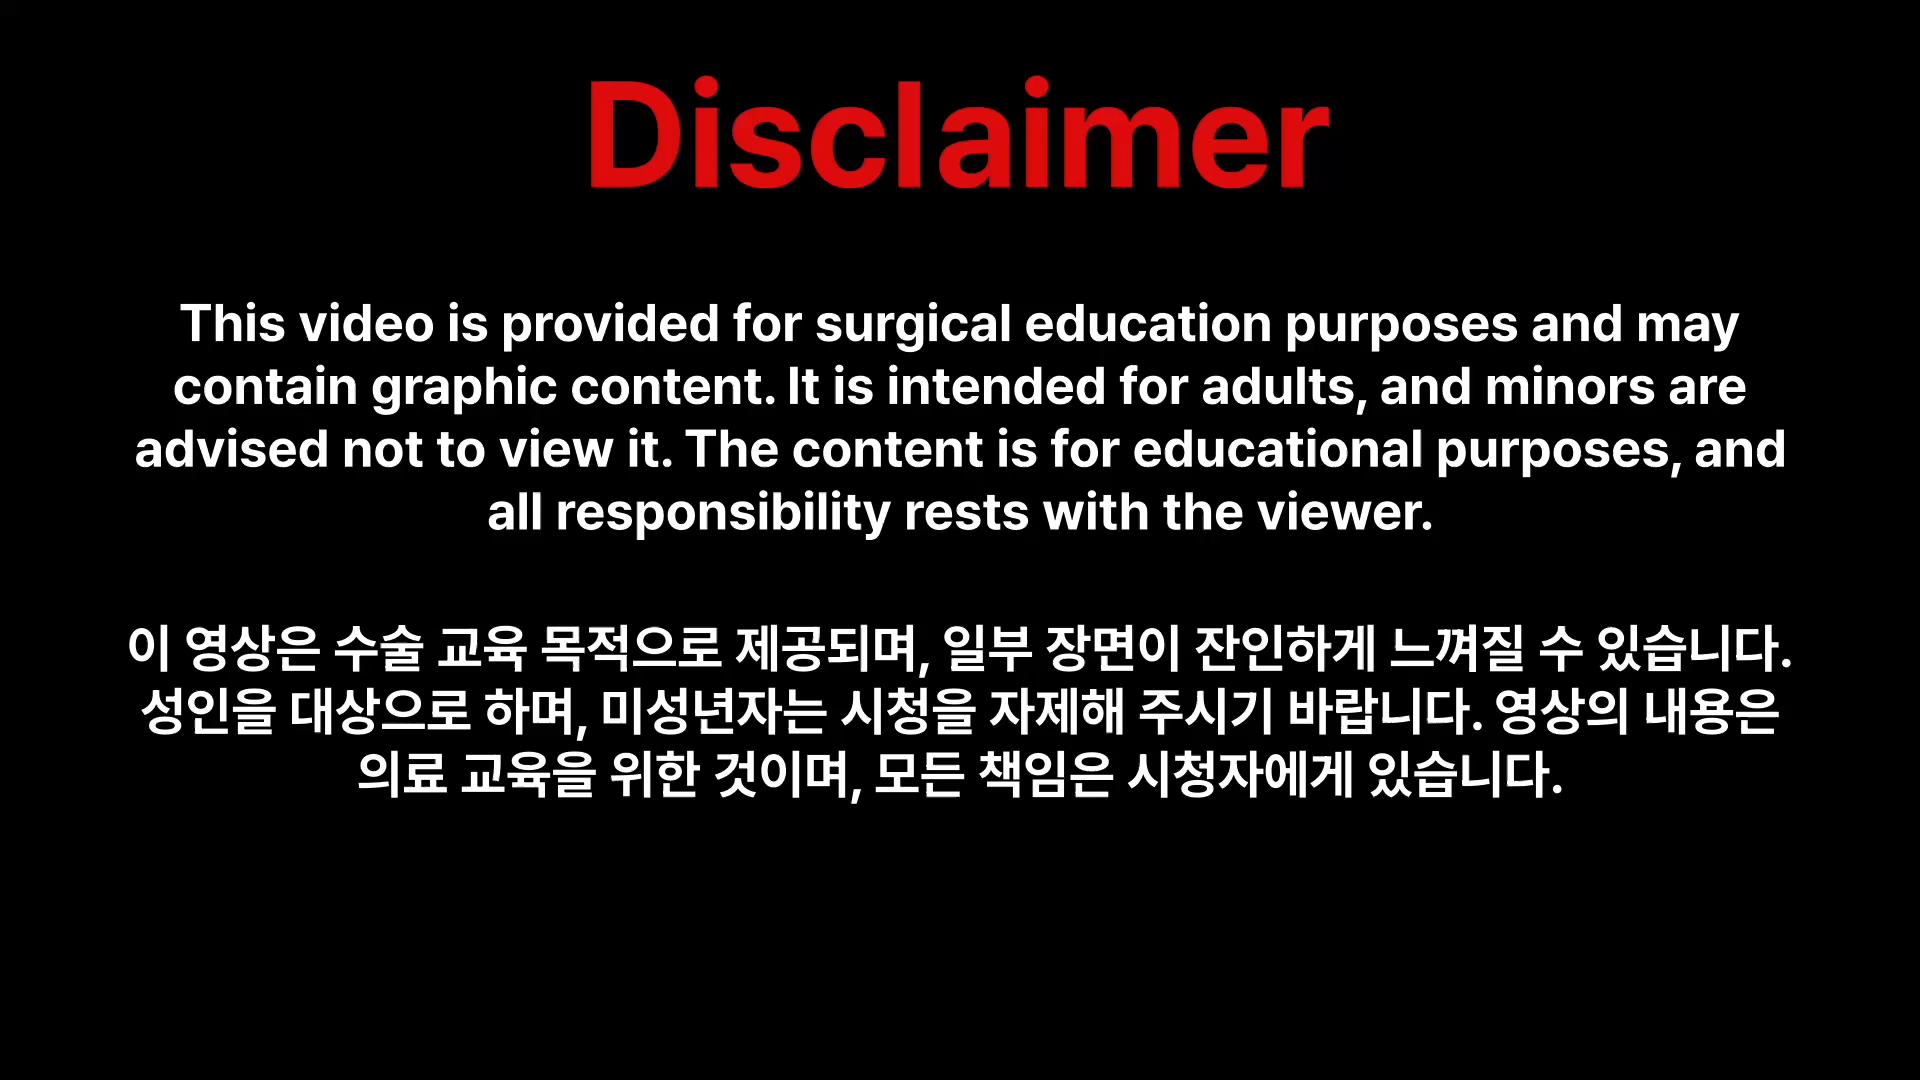 Disclaimer
This video is provided for surgical education purposes and may
contain graphic content. It is intended for adults, and minors are
advised not to view it. The content is for educational purposes, and
all responsibility rests with the viewer.
이 영상은 수술 교육 목적으로 제공되며, 일부 장면이 잔인하게 느껴질 수 있습니다.
성인을 대상으로 하며, 미성년자는 시청을 자제해 주시기 바랍니다. 영상의 내용은
의료 교육을 위한 것이며, 모든 책임은 시청자에게 있습니다.